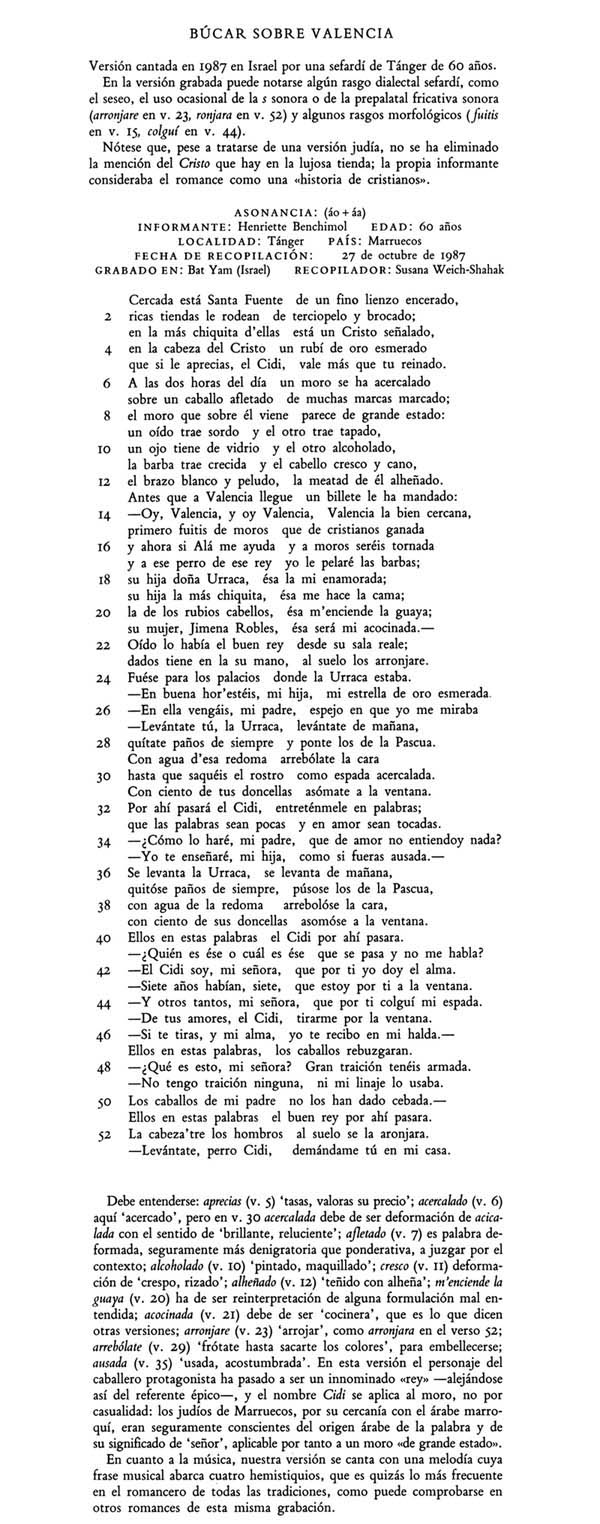 BÚCAR SOBRE VALENCIA
Versión cantada en 1987 en Israel por una sefardí de Tánger de 60 años.
En la versión grabada puede notarse algún rasgo dialectal sefardí, como
el seseo, el uso ocasional de la s sonora o de la prepalatal fricativa sonora
(arronjare en v. 23, ronjara en v. 52) y algunos rasgos morfológicos (fuitis
en v. 15, colguí en v. 44).
Nótese que, pese a tratarse de una versión judía, no se ha eliminado
la mención del Cristo que hay en la lujosa tienda; la propia informante
consideraba el romance como una «historia de cristianos».
ASONANCIA: (áo + áa)
INFORMANTE: Henriette Benchimol EDAD: 60 años
LOCALIDAD: Tánger PAÍS: Marruecos
FECHA DE RECOPILACIÓN: 27 de octubre de 1987
GRABADO EN: Bat Yam (Israel) RECOPILADOR: Susana Weich-Shahak
Cercada está Santa Fuente de un fino lienzo encerado,
2 ricas tiendas le rodean de terciopelo y brocado;
en la más chiquita d'ellas está un Cristo señalado,
4 en la cabeza del Cristo un rubí de oro esmerado
que si le aprecias, el Cidi, vale más que tu reinado.
6 A las dos horas del día un moro se ha acercalado
sobre un caballo afletado de muchas marcas marcado;
8 el moro que sobre él viene parece de grande estado:
un oído trae sordo y el otro trae tapado,
10 un ojo tiene de vidrio y el otro alcoholado,
la barba trae crecida y el cabello cresco y cano,
12 el brazo blanco y peludo, la meatad de él alheñado.
Antes que a Valencia llegue un billete le ha mandado:
14 —Oy, Valencia, y oy Valencia, Valencia la bien cercana,
primero fuitis de moros que de cristianos ganada
16 y ahora si Alá me ayuda y a moros seréis tornada
y a ese perro de ese rey yo le pelaré las barbas;
18 su hija doña Urraca, ésa la mi enamorada;
su hija la más chiquita, ésa me hace la cama;
20 la de los rubios cabellos, ésa m'enciende la guaya;
su mujer, Jimena Robles, ésa será mi acocinada.—
22 Oído lo había el buen rey desde su sala reale;
dados tiene en la su mano, al suelo los arronjare.
24 Fuése para los palacios donde la Urraca estaba.
—En buena hor'estéis, mi hija, mi estrella de oro esmerada.
26 —En ella vengáis, mi padre, espejo en que yo me miraba
—Levántate tú, la Urraca, levántate de mañana,
28 quítate paños de siempre y ponte los de la Pascua.
Con agua d'esa redoma arrebólate la cara
30 hasta que saquéis el rostro como espada acercalada.
Con ciento de tus doncellas asómate a la ventana.
32 Por ahí pasará el Cidi, entreténmele en palabras;
que las palabras sean pocas y en amor sean tocadas.
34 —¿Cómo lo haré, mi padre, que de amor no entiendoy nada?
—Yo te enseñaré, mi hija, como si fueras ausada.—
36 Se levanta la Urraca, se levanta de mañana,
quitóse paños de siempre, púsose los de la Pascua,
38 con agua de la redoma arrebolóse la cara,
con ciento de sus doncellas asomóse a la ventana.
40 Ellos en estas palabras el Cidi por ahí pasara.
—¿Quién es ése o cuál es ése que se pasa y no me habla?
42 —El Cidi soy, mi señora, que por ti yo doy el alma.
—Siete años habían, siete, que estoy por ti a la ventana.
44 —Y otros tantos, mi señora, que por ti colguí mi espada.
—De tus amores, el Cidi, tirarme por la ventana.
46 —Si te tiras, y mi alma, yo te recibo en mi halda.—
Ellos en estas palabras, los caballos rebuzgaran.
48 —¿Qué es esto, mi señora? Gran traición tenéis armada.
—No tengo traición ninguna, ni mi linaje lo usaba.
50 Los caballos de mi padre no los han dado cebada.—
Ellos en estas palabras el buen rey por ahí pasara.
52 La cabeza'tre los hombros al suelo se la aronjara.
—Levántate, perro Cidi, demándame tú en mi casa.
Debe entenderse: aprecias (v. 5) 'tasas, valoras su precio'; acercalado (v. 6)
aquí 'acercado', pero en v. 30 acercalada debe de ser deformación de acica-
lada con el sentido de 'brillante, reluciente'; afletado (v. 7) es palabra de-
formada, seguramente más denigratoria que ponderativa, a juzgar por el
contexto; alcoholado (v. 10) 'pintado, maquillado'; cresco (v. 11) deforma-
ción de 'crespo, rizado'; alheñado (v. 12) 'teñido con alheña'; m'enciende la
guaya (v. 20) ha de ser reinterpretación de alguna formulación mal en-
tendida; acocinada (v. 21) debe de ser 'cocinera', que es lo que dicen
otras versiones; arronjare (v. 23) 'arrojar', como arronjara en el verso 52;
arrebólate (v. 29) 'frótate hasta sacarte los colores', para embellecerse;
ausada (v. 35) 'usada, acostumbrada'. En esta versión el personaje del
caballero protagonista ha pasado a ser un innominado «rey» —alejándose
así del referente épico—, y el nombre Cidi se aplica al moro, no por
casualidad: los judíos de Marruecos, por su cercanía con el árabe marro-
quí, eran seguramente conscientes del origen árabe de la palabra y de
su significado de 'señor', aplicable por tanto a un moro «de grande estado».
En cuanto a la música, nuestra versión se canta con una melodía cuya
frase musical abarca cuatro hemistiquios, que es quizás lo más frecuente
en el romancero de todas las tradiciones, como puede comprobarse en
otros romances de esta misma grabación.